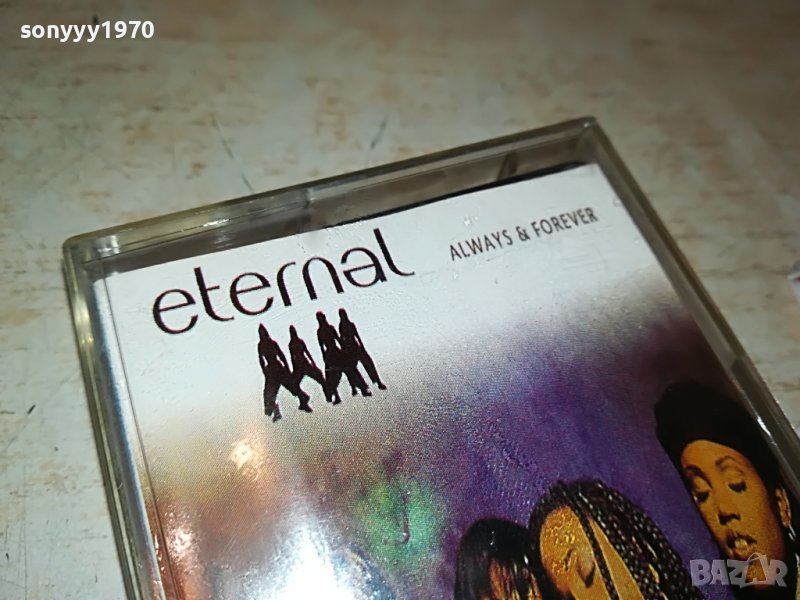 sonyyy1970
eternal
ALWAYS & FOREVER
BAZAR